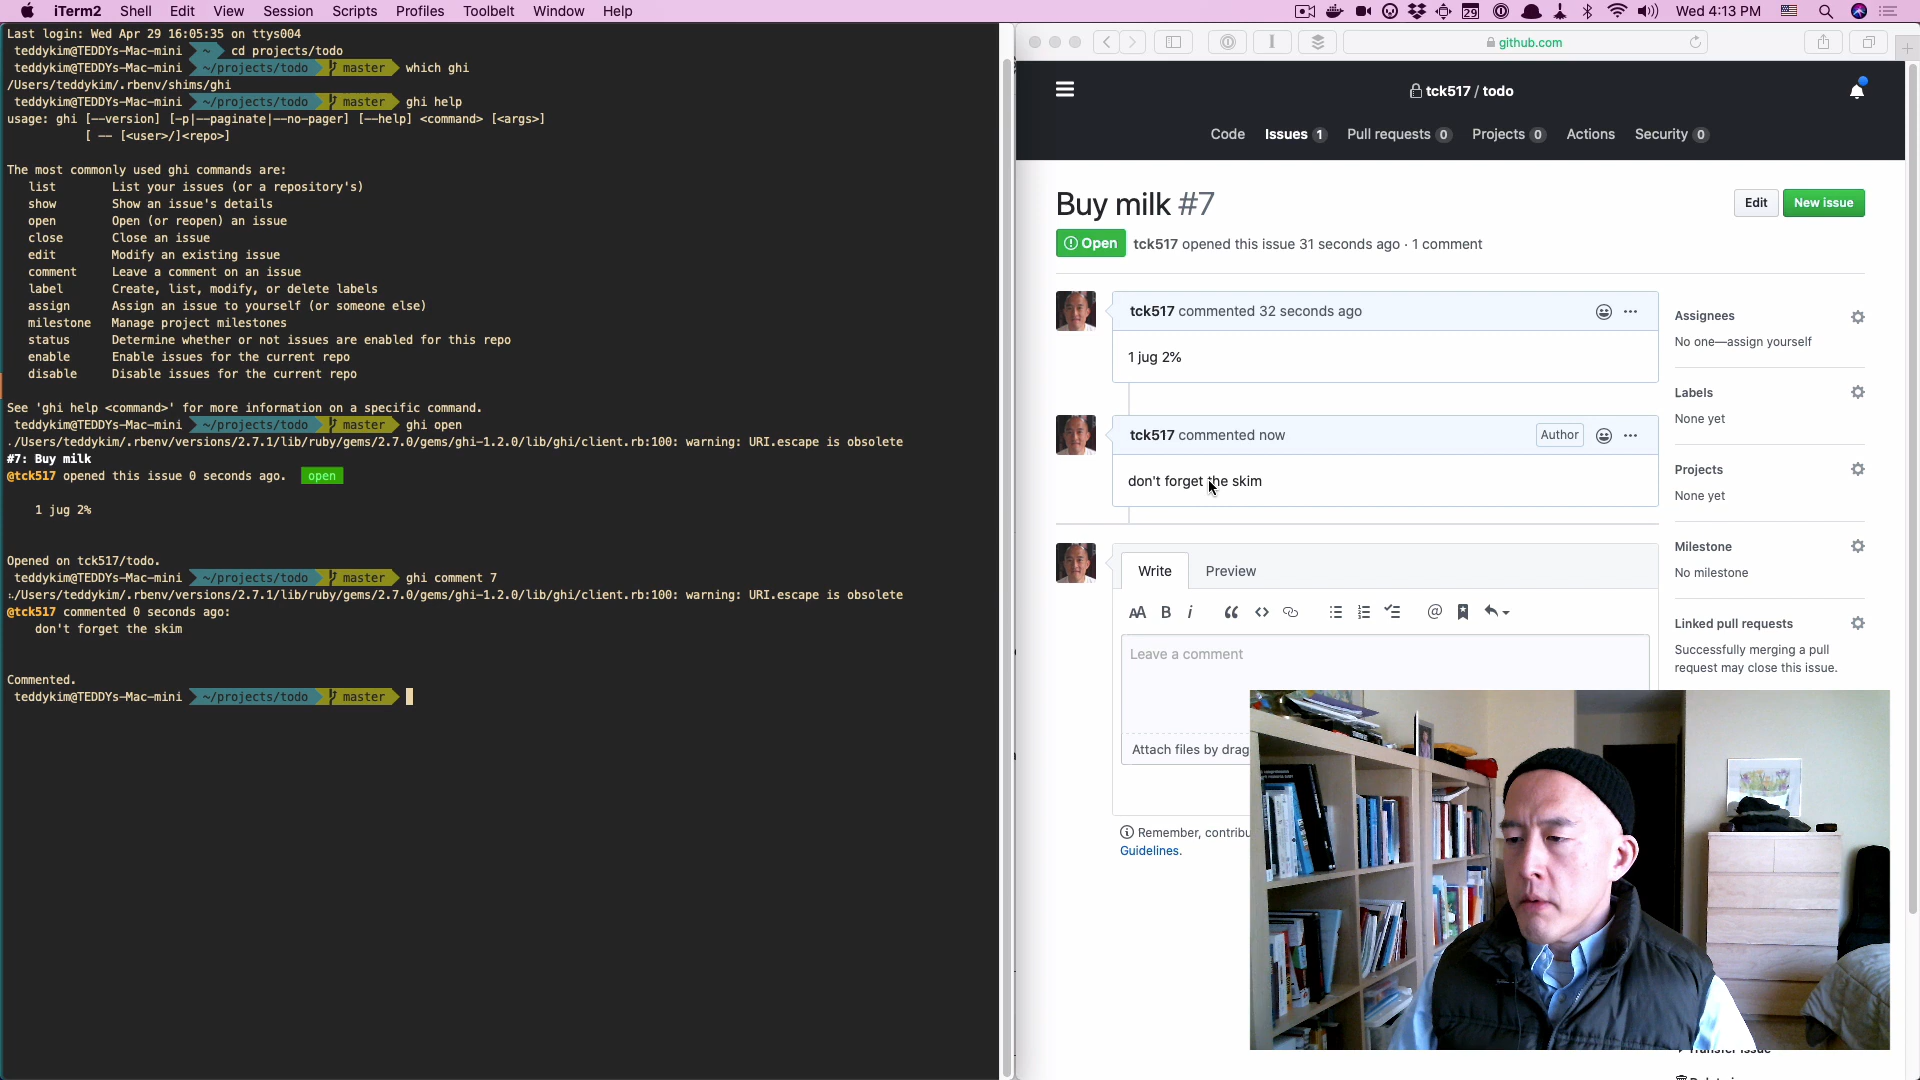 iTerm2 Shell Edit View Session Scripts Profiles Toolbelt Window Help
Wed 4:13 PM
Last login: Wed Apr 29 16:05:35 on ttys004
teddykim@TEDDYs-Mac-mini ~ cd projects/todo
teddykim@TEDDYs-Mac-mini ~/projects/todo master which ghi
/Users/teddykim/.rbenv/shims/ghi
teddykim@TEDDYs-Mac-mini ~/projects/todo master ghi help
usage: ghi [--version] [-p|--paginate|--no-pager] [--help] <command> [<args>]
[ -- [<user>/]<repo>]
The most commonly used ghi commands are:
list List your issues (or a repository's)
show Show an issue's details
open Open (or reopen) an issue
close Close an issue
edit Modify an existing issue
comment Leave a comment on an issue
label Create, list, modify, or delete labels
assign Assign an issue to yourself (or someone else)
milestone Manage project milestones
status Determine whether or not issues are enabled for this repo
enable Enable issues for the current repo
disable Disable issues for the current repo
See 'ghi help <command>' for more information on a specific command.
teddykim@TEDDYs-Mac-mini ~/projects/todo master ghi open
./Users/teddykim/.rbenv/versions/2.7.1/lib/ruby/gems/2.7.0/gems/ghi-1.2.0/lib/ghi/client.rb:100: warning: URI.escape is obsolete
#7: Buy milk
@tck517 opened this issue 0 seconds ago. open
1 jug 2%
Opened on tck517/todo.
teddykim@TEDDYs-Mac-mini ~/projects/todo master ghi comment 7
/Users/teddykim/.rbenv/versions/2.7.1/lib/ruby/gems/2.7.0/gems/ghi-1.2.0/lib/ghi/client.rb:100: warning: URI.escape is obsolete
@tck517 commented 0 seconds ago:
don't forget the skim
Commented.
teddykim@TEDDYs-Mac-mini ~/projects/todo master
github.com
tck517 / todo
Code Issues 1 Pull requests 0 Projects 0 Actions Security 0
Buy milk #7
Edit New issue
Open tck517 opened this issue 31 seconds ago · 1 comment
tck517 commented 32 seconds ago
1 jug 2%
tck517 commented now Author
don't forget the skim
Write Preview
Leave a comment
Attach files by drag
Remember, contribu
Guidelines.
Assignees
No one—assign yourself
Labels
None yet
Projects
None yet
Milestone
No milestone
Linked pull requests
Successfully merging a pull
request may close this issue.